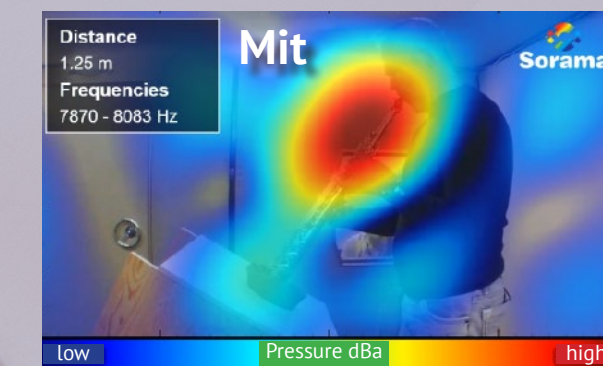 Distance
1.25 m
Frequencies
7870 - 8083 Hz
Mit
Sorama
low
Pressure dBa
high